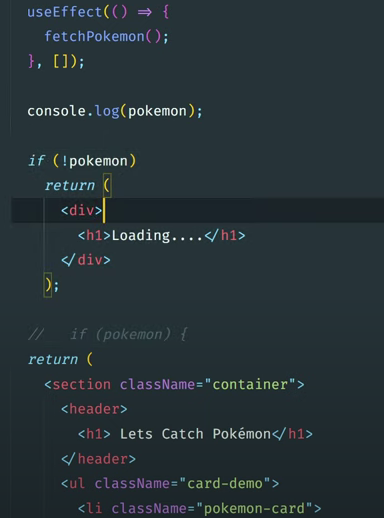 useEffect(() => {
  fetchPokemon();
}, []);
console.log(pokemon);
if (!pokemon)
  return (
    <div>
      <h1>Loading....</h1>
    </div>
  );
//   if (pokemon) {
return (
  <section className="container">
    <header>
      <h1> Lets Catch Pokémon</h1>
    </header>
    <ul className="card-demo">
      <li className="pokemon-card">